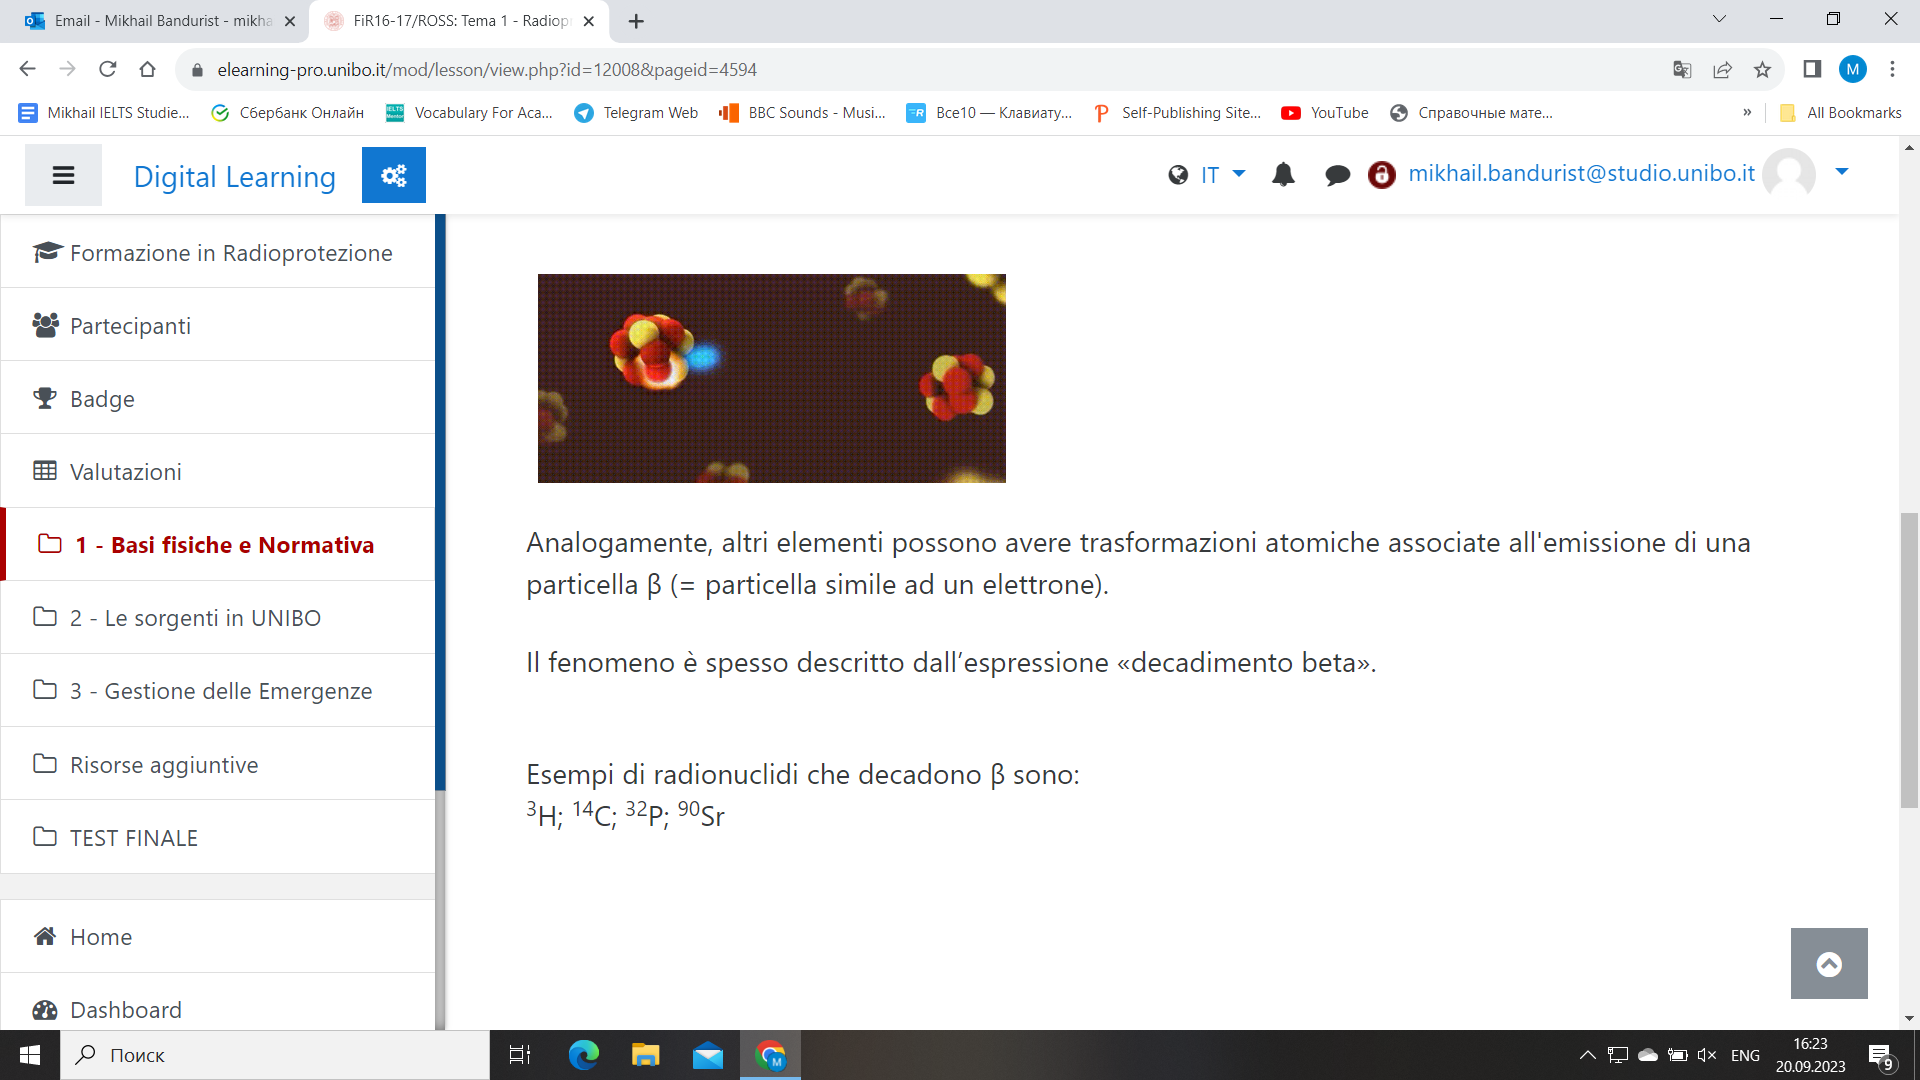 Email - Mikhail Bandurist - mikha
FiR16-17/ROSS: Tema 1 - Radiop
elearning-pro.unibo.it/mod/lesson/view.php?id=12008&pageid=4594
M
Mikhail IELTS Studie...
Сбербанк Онлайн
Vocabulary For Aca...
Telegram Web
BBC Sounds - Musi...
Все10 — Клавиату...
Self-Publishing Site...
YouTube
Справочные мате...
»
All Bookmarks
Digital Learning
IT
mikhail.bandurist@studio.unibo.it
Formazione in Radioprotezione
Partecipanti
Badge
Valutazioni
1 - Basi fisiche e Normativa
2 - Le sorgenti in UNIBO
3 - Gestione delle Emergenze
Risorse aggiuntive
TEST FINALE
Home
Dashboard
Analogamente, altri elementi possono avere trasformazioni atomiche associate all'emissione di una
particella β (= particella simile ad un elettrone).
Il fenomeno è spesso descritto dall’espressione «decadimento beta».
Esempi di radionuclidi che decadono β sono:
³H; ¹⁴C; ³²P; ⁹⁰Sr
Поиск
M
ENG
16:23
20.09.2023
9